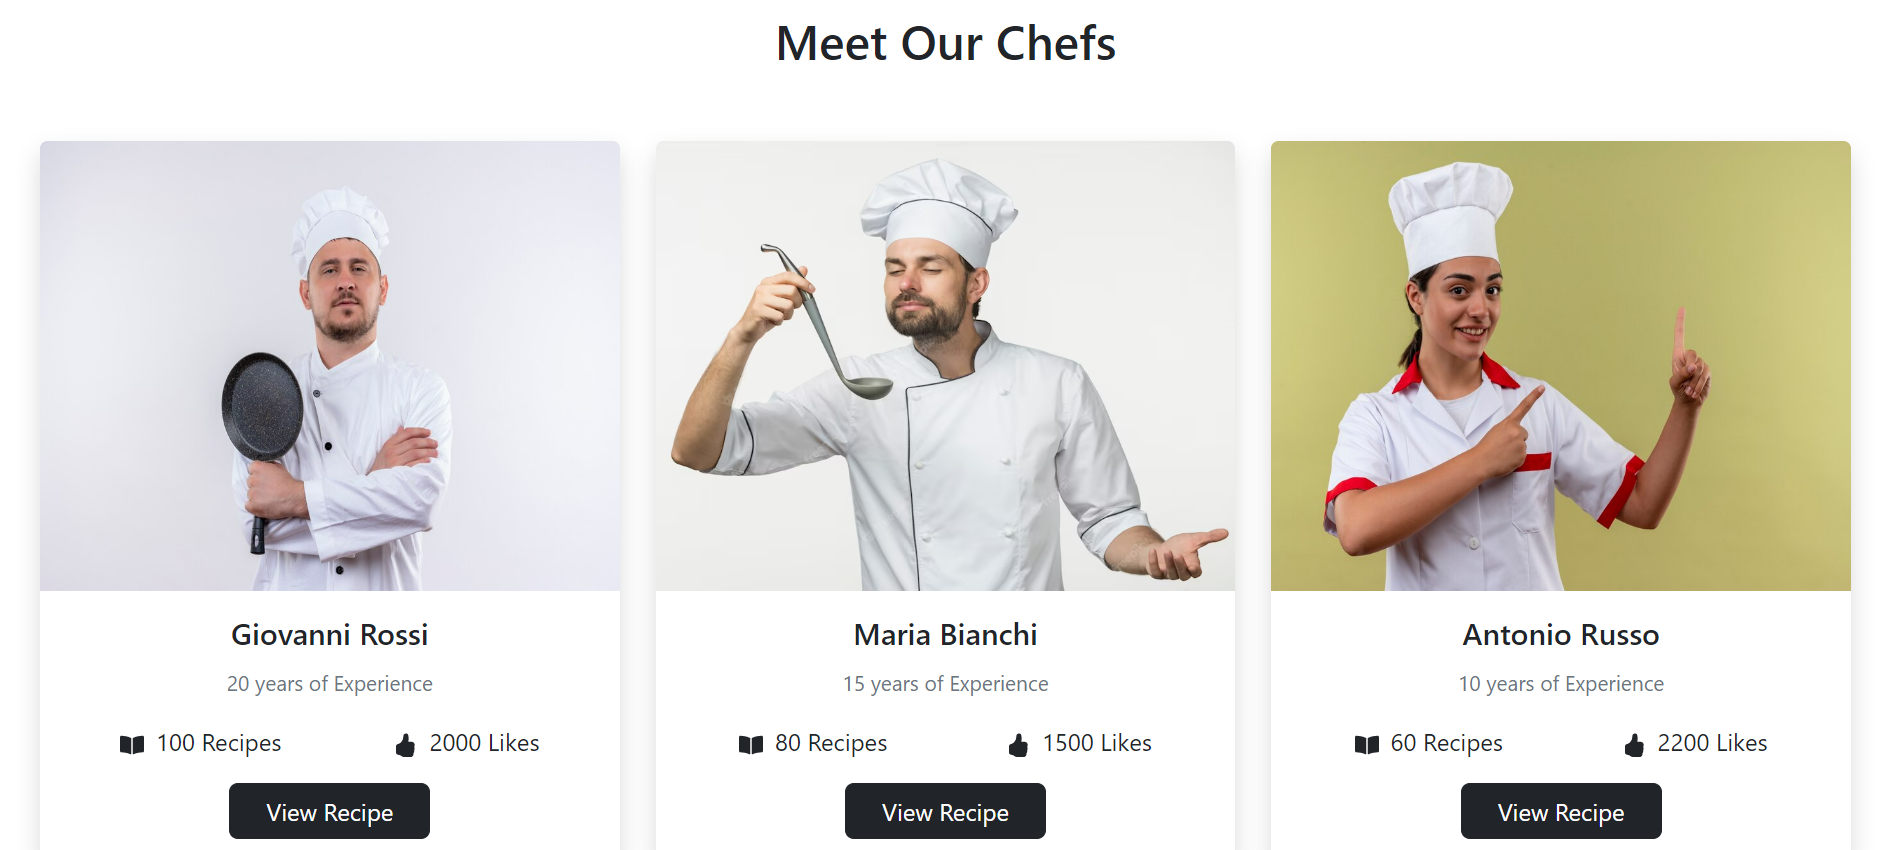 Meet Our Chefs
Giovanni Rossi
20 years of Experience
100 Recipes
2000 Likes
View Recipe
Maria Bianchi
15 years of Experience
80 Recipes
1500 Likes
View Recipe
Antonio Russo
10 years of Experience
60 Recipes
2200 Likes
View Recipe